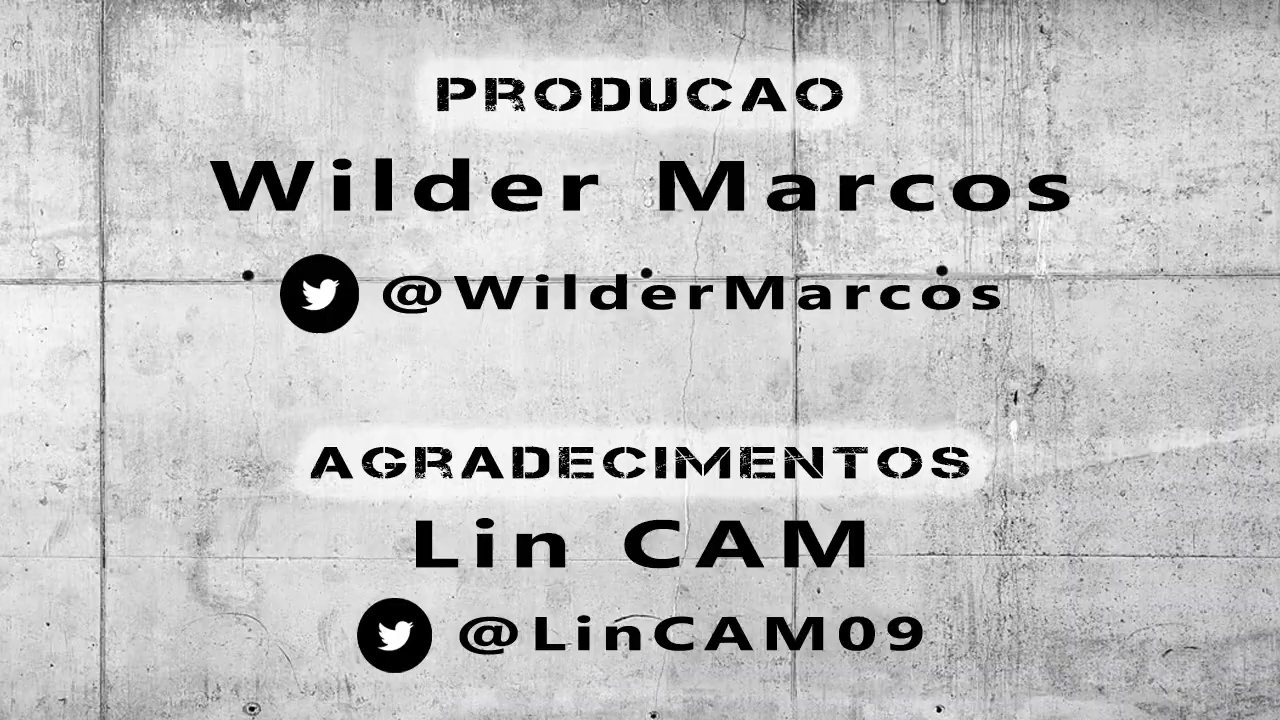 PRODUCAO
Wilder Marcos
@WilderMarcos
AGRADECIMENTOS
Lin CAM
@LinCAM09